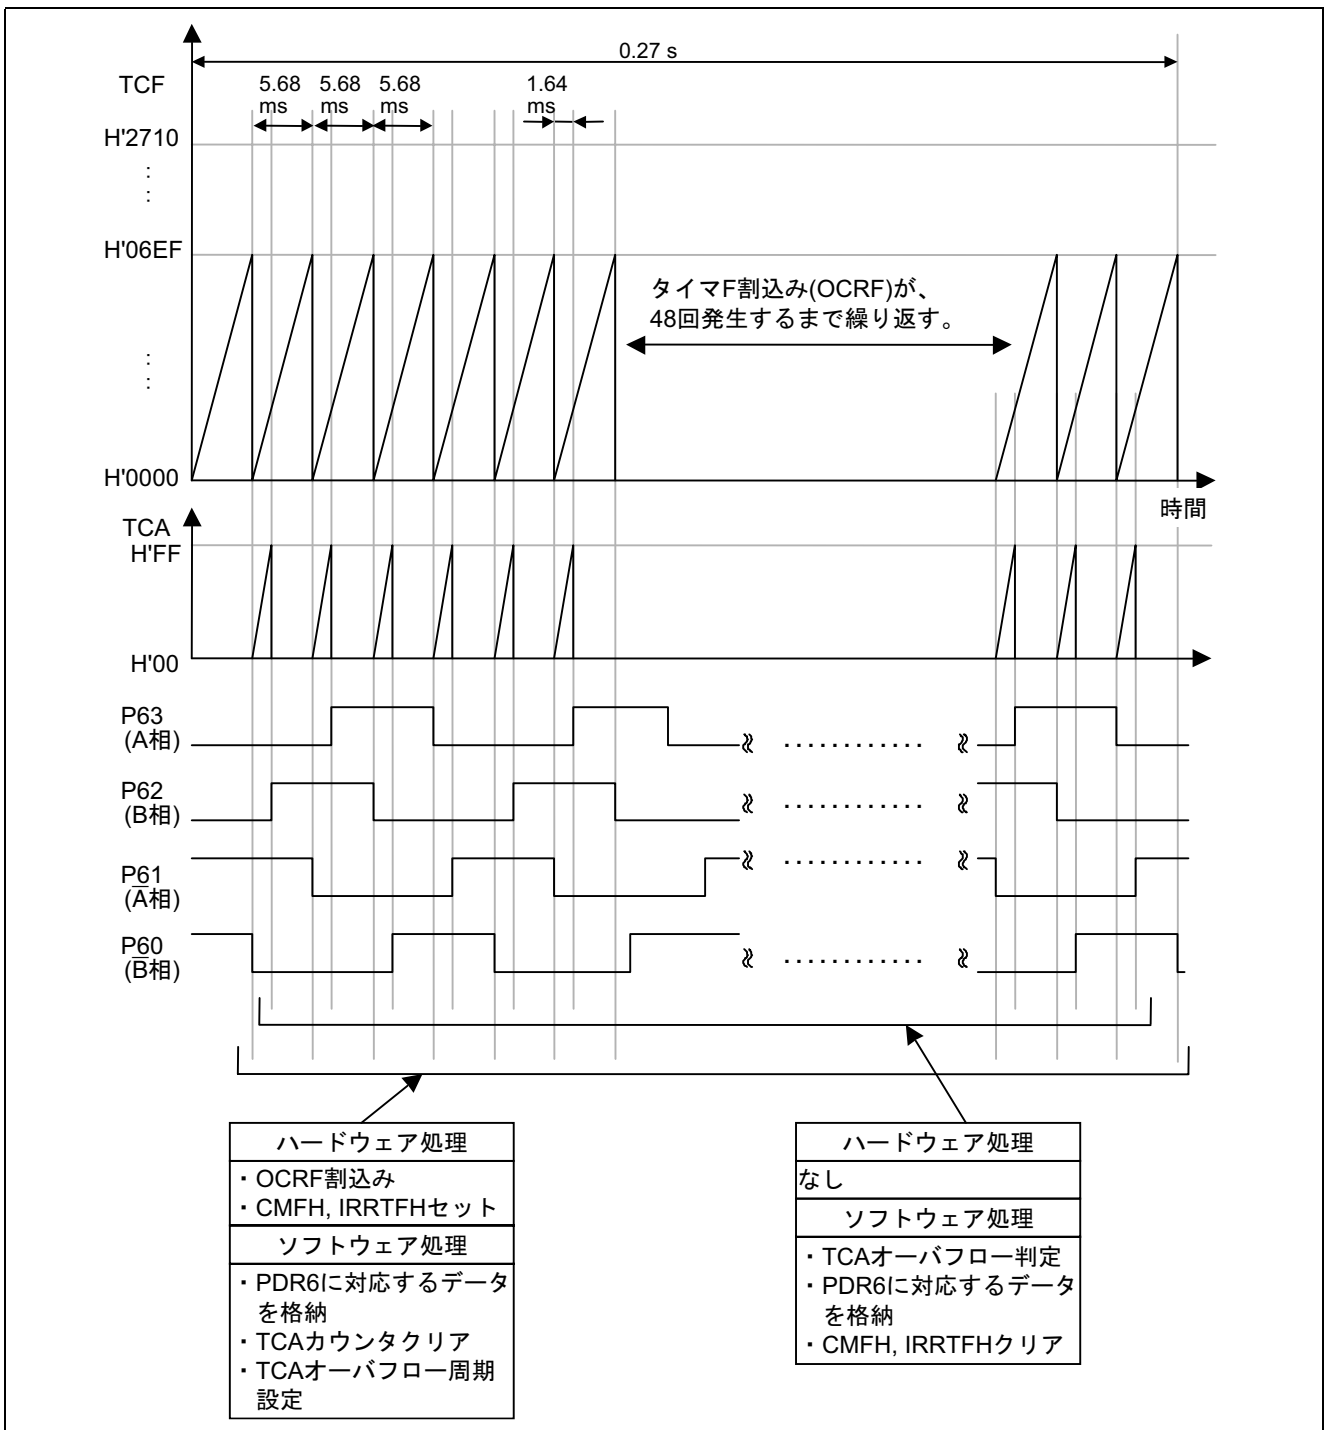 0.27 s
TCF
5.68 ms
5.68 ms
5.68 ms
1.64 ms
H'2710
:
:
H'06EF
タイマF割込み(OCRF)が、
48回発生するまで繰り返す。
:
:
H'0000
時間
TCA
H'FF
H'00
P63
(A相)
............
P62
(B相)
............
P61
(A̅相)
............
P60
(B̅相)
............
ハードウェア処理
・OCRF割込み
・CMFH, IRRTFHセット
ソフトウェア処理
・PDR6に対応するデータ
を格納
・TCAカウンタクリア
・TCAオーバフロー周期
設定
ハードウェア処理
なし
ソフトウェア処理
・TCAオーバフロー判定
・PDR6に対応するデータ
を格納
・CMFH, IRRTFHクリア